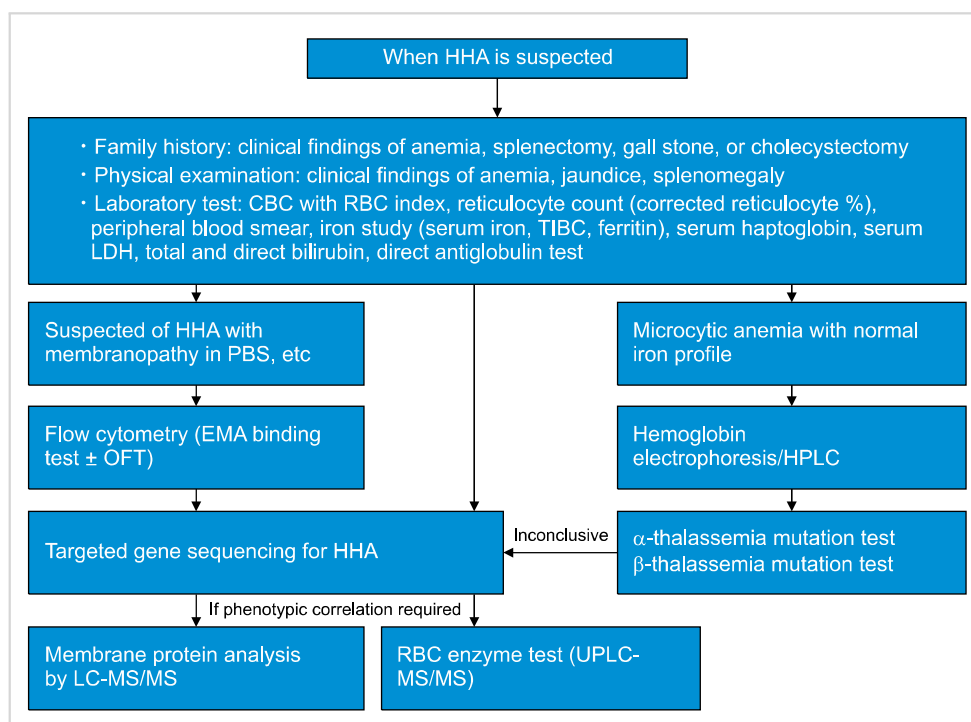 When HHA is suspected
・Family history: clinical findings of anemia, splenectomy, gall stone, or cholecystectomy
・Physical examination: clinical findings of anemia, jaundice, splenomegaly
・Laboratory test: CBC with RBC index, reticulocyte count (corrected reticulocyte %),
peripheral blood smear, iron study (serum iron, TIBC, ferritin), serum haptoglobin, serum
LDH, total and direct bilirubin, direct antiglobulin test
Suspected of HHA with
membranopathy in PBS, etc
Microcytic anemia with normal
iron profile
Flow cytometry (EMA binding
test ± OFT)
Hemoglobin
electrophoresis/HPLC
Targeted gene sequencing for HHA
Inconclusive
α-thalassemia mutation test
β-thalassemia mutation test
If phenotypic correlation required
Membrane protein analysis
by LC-MS/MS
RBC enzyme test (UPLC-
MS/MS)